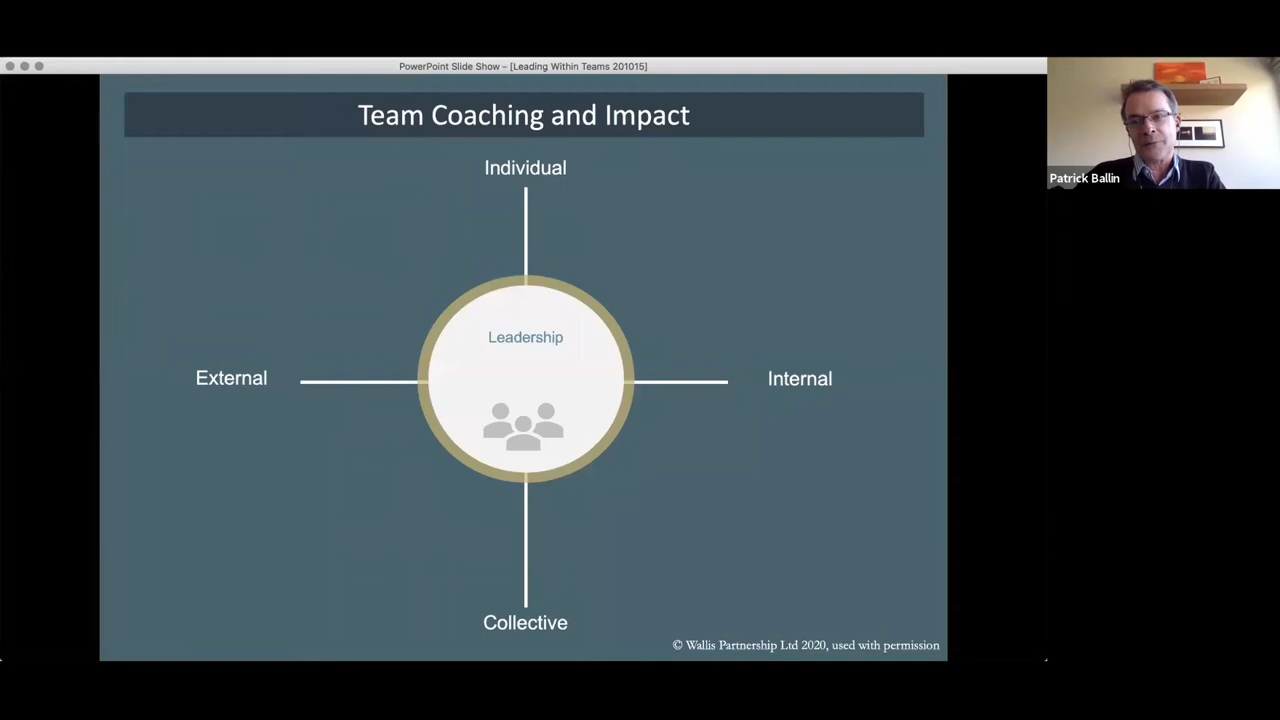 PowerPoint Slide Show – [Leading Within Teams 201015]
Team Coaching and Impact
Individual
Leadership
External
Internal
Collective
© Wallis Partnership Ltd 2020, used with permission
Patrick Ballin